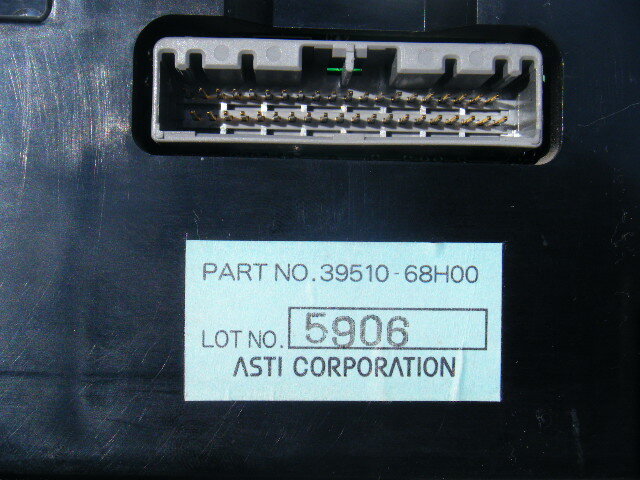 PART NO.39510-68H00
LOT NO. 5906
ASTI CORPORATION